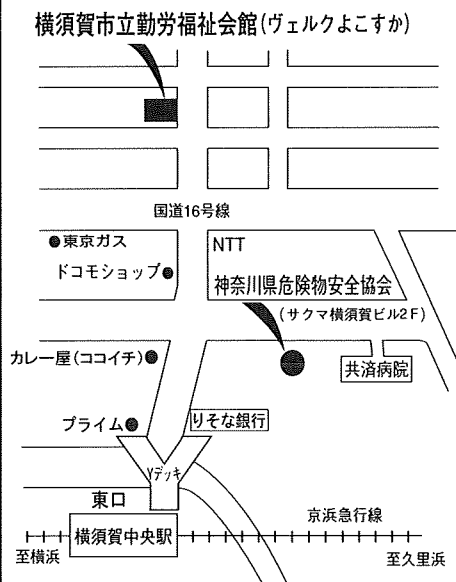 横須賀市立勤労福祉会館(ヴェルクよこすか)
国道16号線
●東京ガス
ドコモショップ●
NTT
神奈川県危険物安全協会
(サクマ横須賀ビル2F)
カレー屋(ココイチ)●
共済病院
プライム●
りそな銀行
Yデッキ
東口
京浜急行線
横須賀中央駅
至横浜
至久里浜